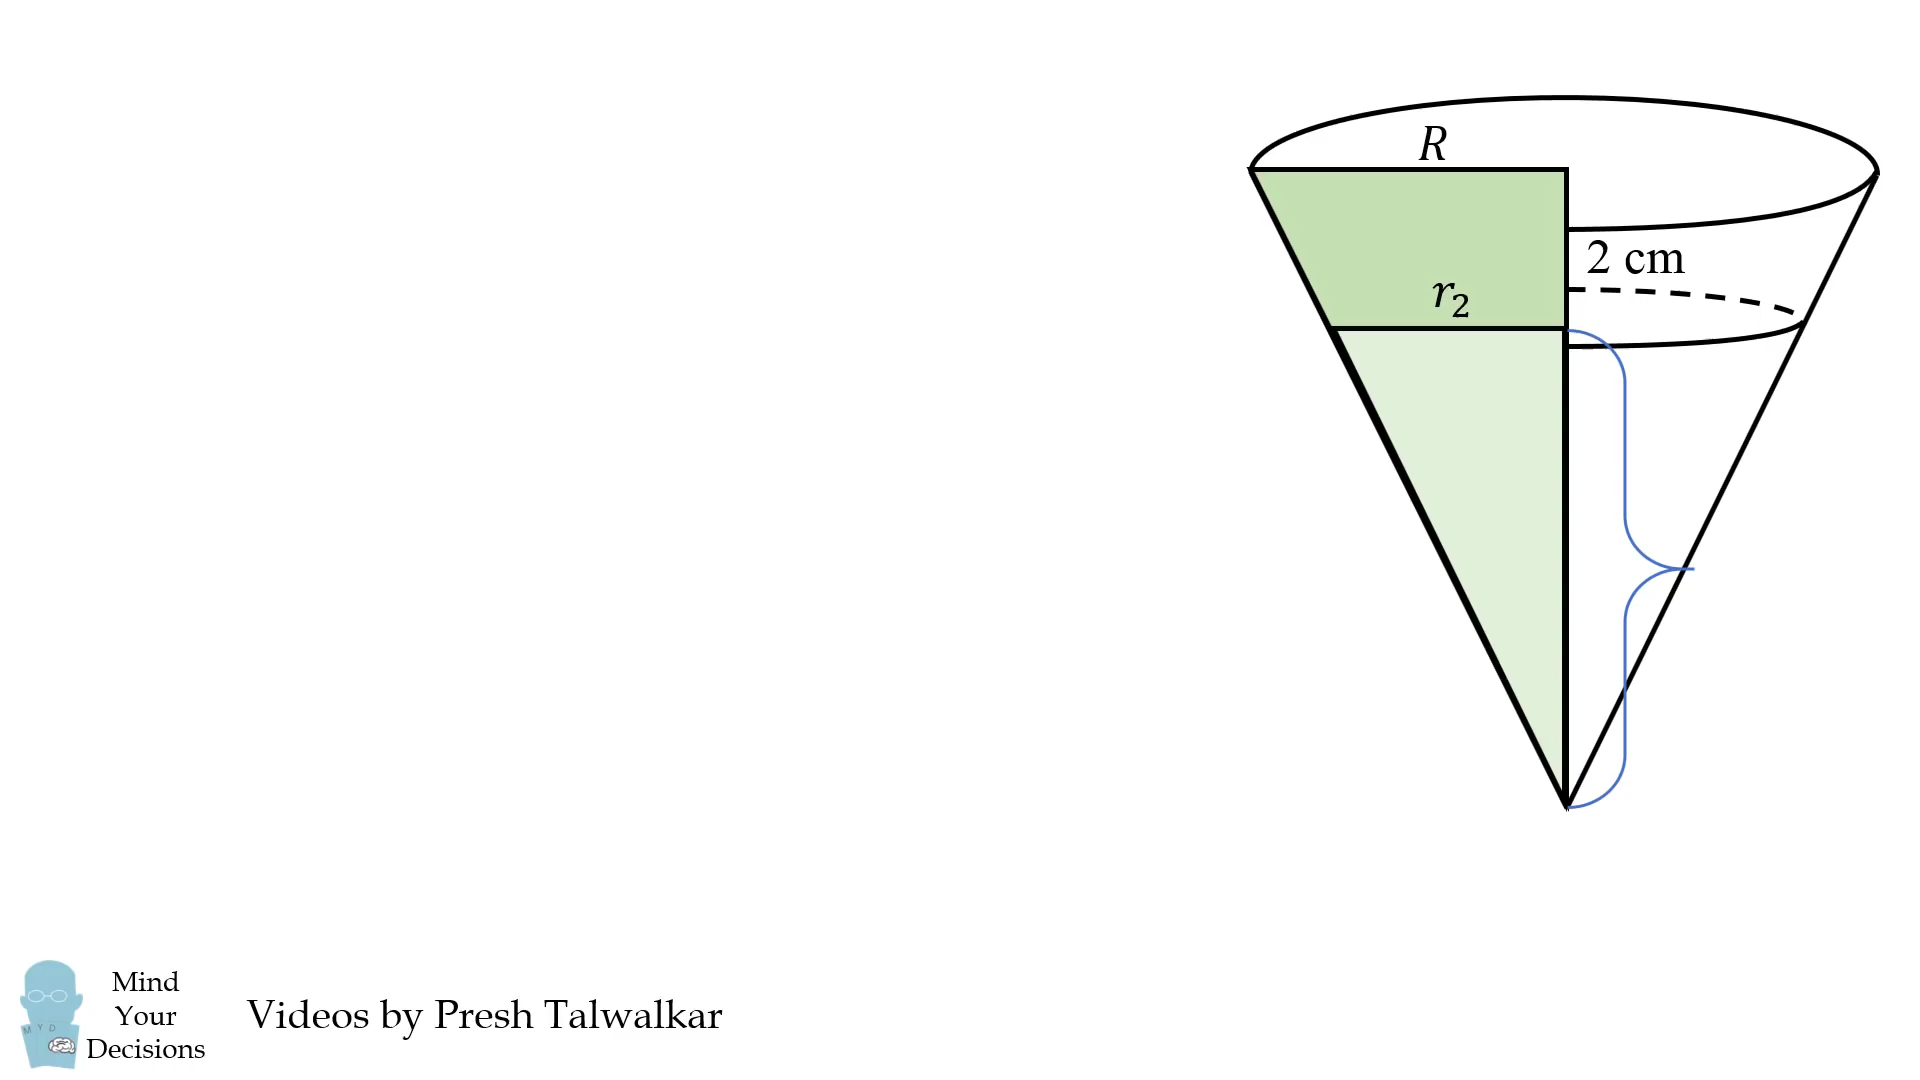 R
2 cm
r₂
M Y D
Mind
Your
Decisions
Videos by Presh Talwalkar